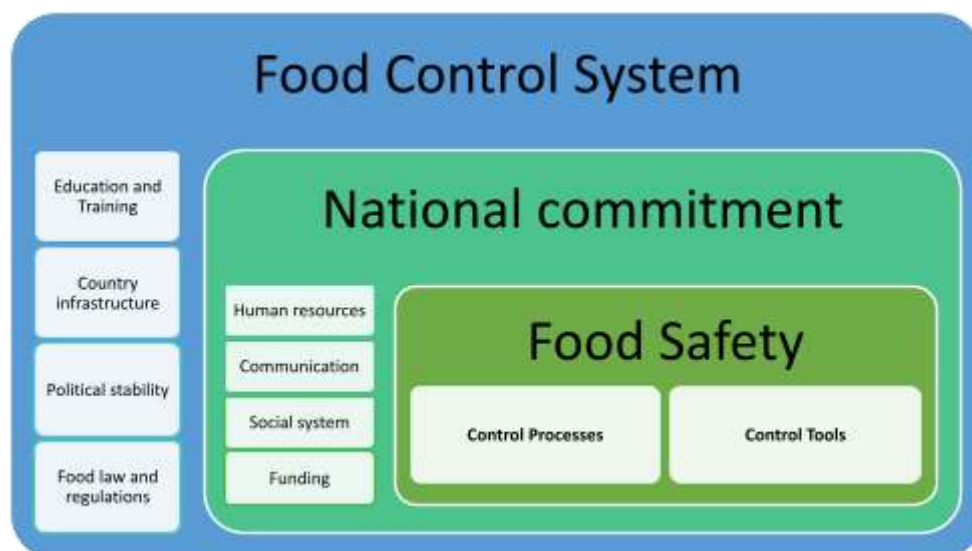 Food Control System
Education and
Training
Country
infrastructure
Political stability
Food law and
regulations
National commitment
Human resources
Communication
Social system
Funding
Food Safety
Control Processes
Control Tools